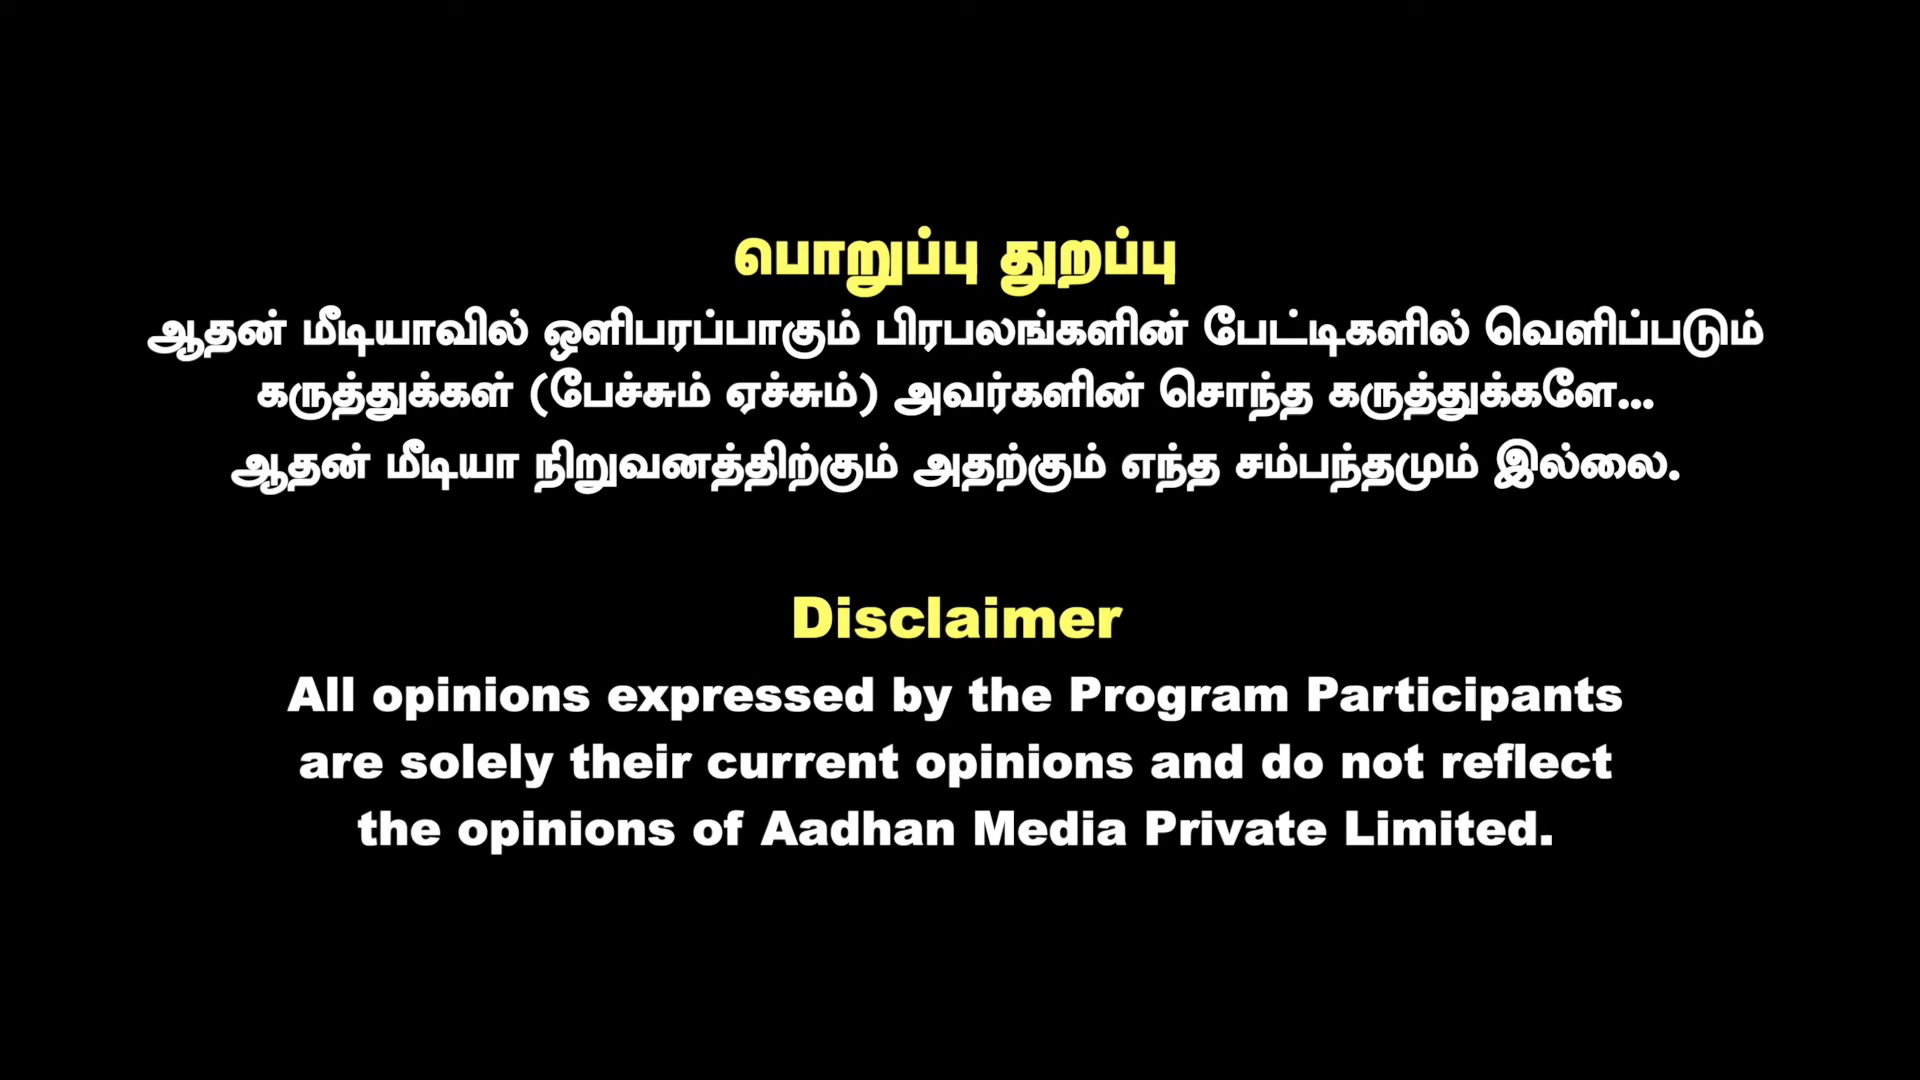 பொறுப்பு துறப்பு
ஆதன் மீடியாவில் ஒளிபரப்பாகும் பிரபலங்களின் பேட்டிகளில் வெளிப்படும்
கருத்துக்கள் (பேச்சும் ஏச்சும்) அவர்களின் சொந்த கருத்துக்களே...
ஆதன் மீடியா நிறுவனத்திற்கும் அதற்கும் எந்த சம்பந்தமும் இல்லை.
Disclaimer
All opinions expressed by the Program Participants
are solely their current opinions and do not reflect
the opinions of Aadhan Media Private Limited.